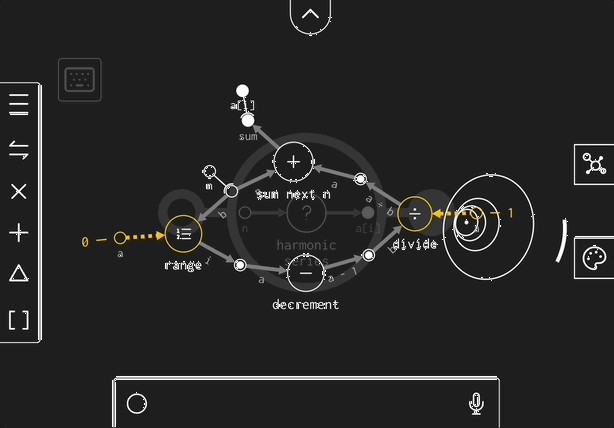 a[i]
sum
m
a
sum next n
b
a × b
n
?
a[i]
÷
1
0
a
range
harmonic
series
divide
a
a - 1
decrement